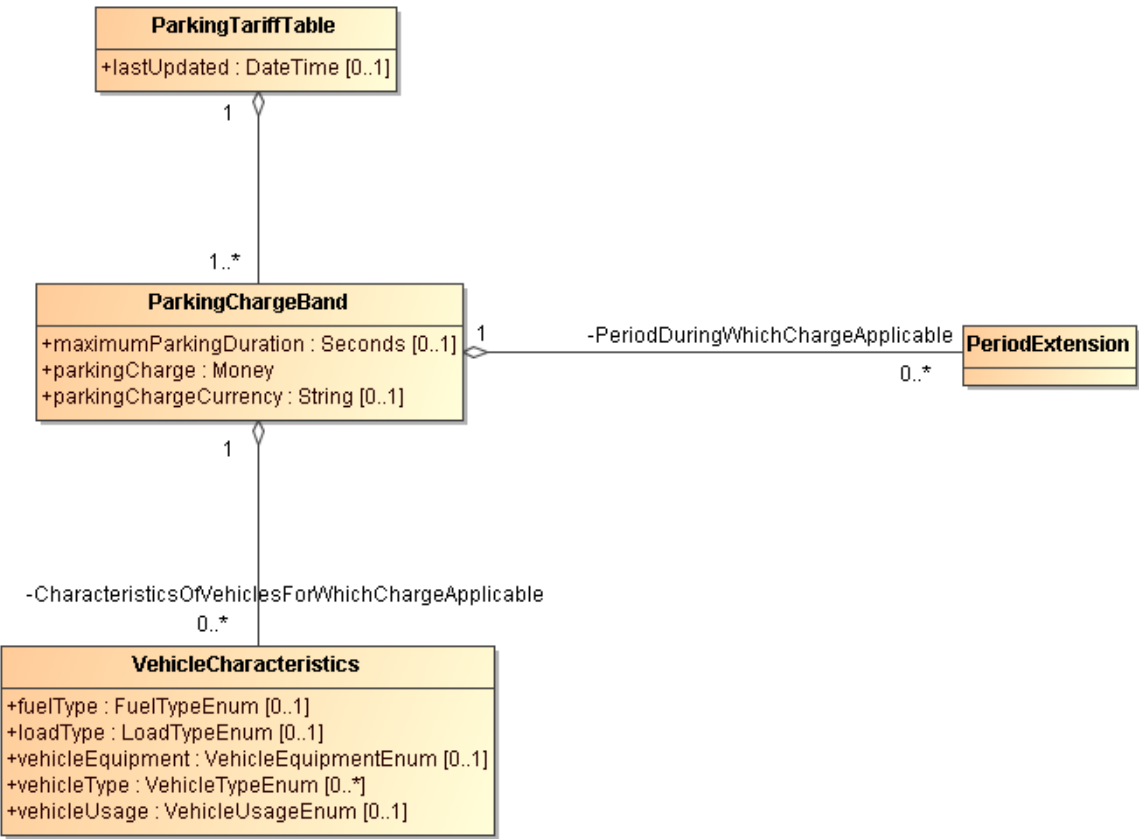 ParkingTariffTable
+lastUpdated : DateTime [0..1]
1
1..*
ParkingChargeBand
+maximumParkingDuration : Seconds [0..1]
+parkingCharge : Money
+parkingChargeCurrency : String [0..1]
1
-PeriodDuringWhichChargeApplicable
0..*
PeriodExtension
1
-CharacteristicsOfVehiclesForWhichChargeApplicable
0..*
VehicleCharacteristics
+fuelType : FuelTypeEnum [0..1]
+loadType : LoadTypeEnum [0..1]
+vehicleEquipment : VehicleEquipmentEnum [0..1]
+vehicleType : VehicleTypeEnum [0..*]
+vehicleUsage : VehicleUsageEnum [0..1]